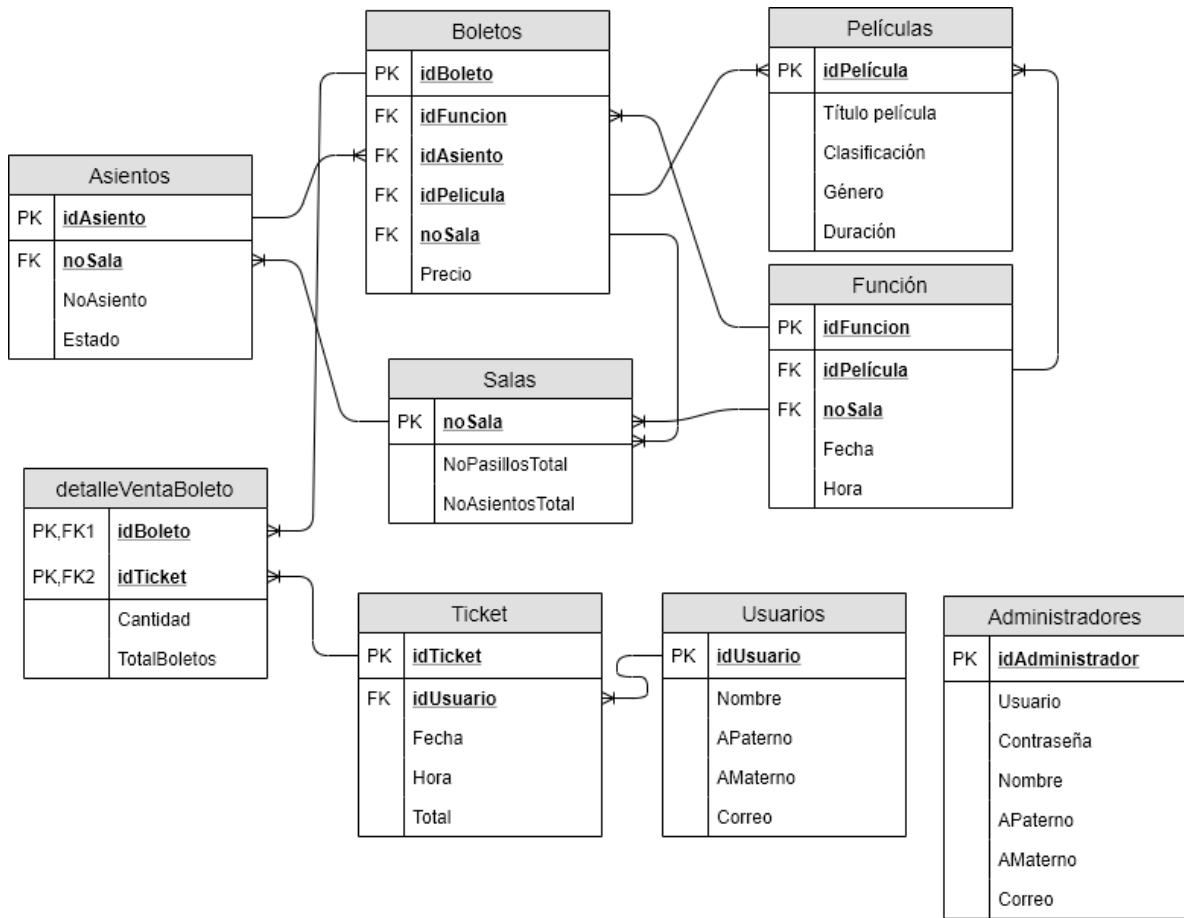 Boletos
PK idBoleto
FK idFuncion
FK idAsiento
FK idPelicula
FK noSala
Precio
Películas
PK idPelícula
Título película
Clasificación
Género
Duración
Asientos
PK idAsiento
FK noSala
NoAsiento
Estado
Función
PK idFuncion
FK idPelícula
FK noSala
Fecha
Hora
Salas
PK noSala
NoPasillosTotal
NoAsientosTotal
detalleVentaBoleto
PK,FK1 idBoleto
PK,FK2 idTicket
Cantidad
TotalBoletos
Ticket
PK idTicket
FK idUsuario
Fecha
Hora
Total
Usuarios
PK idUsuario
Nombre
APaterno
AMaterno
Correo
Administradores
PK idAdministrador
Usuario
Contraseña
Nombre
APaterno
AMaterno
Correo